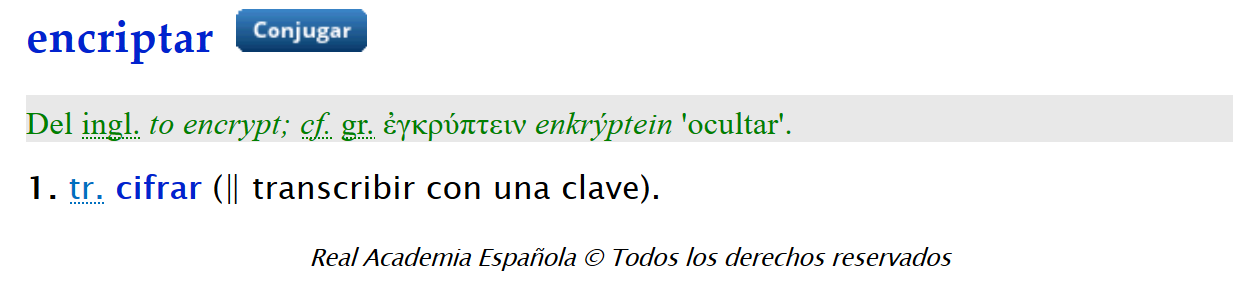 encriptar Conjugar
Del ingl. to encrypt; cf. gr. ἐγκρύπτειν enkrýptein 'ocultar'.
1. tr. cifrar (‖ transcribir con una clave).
Real Academia Española © Todos los derechos reservados